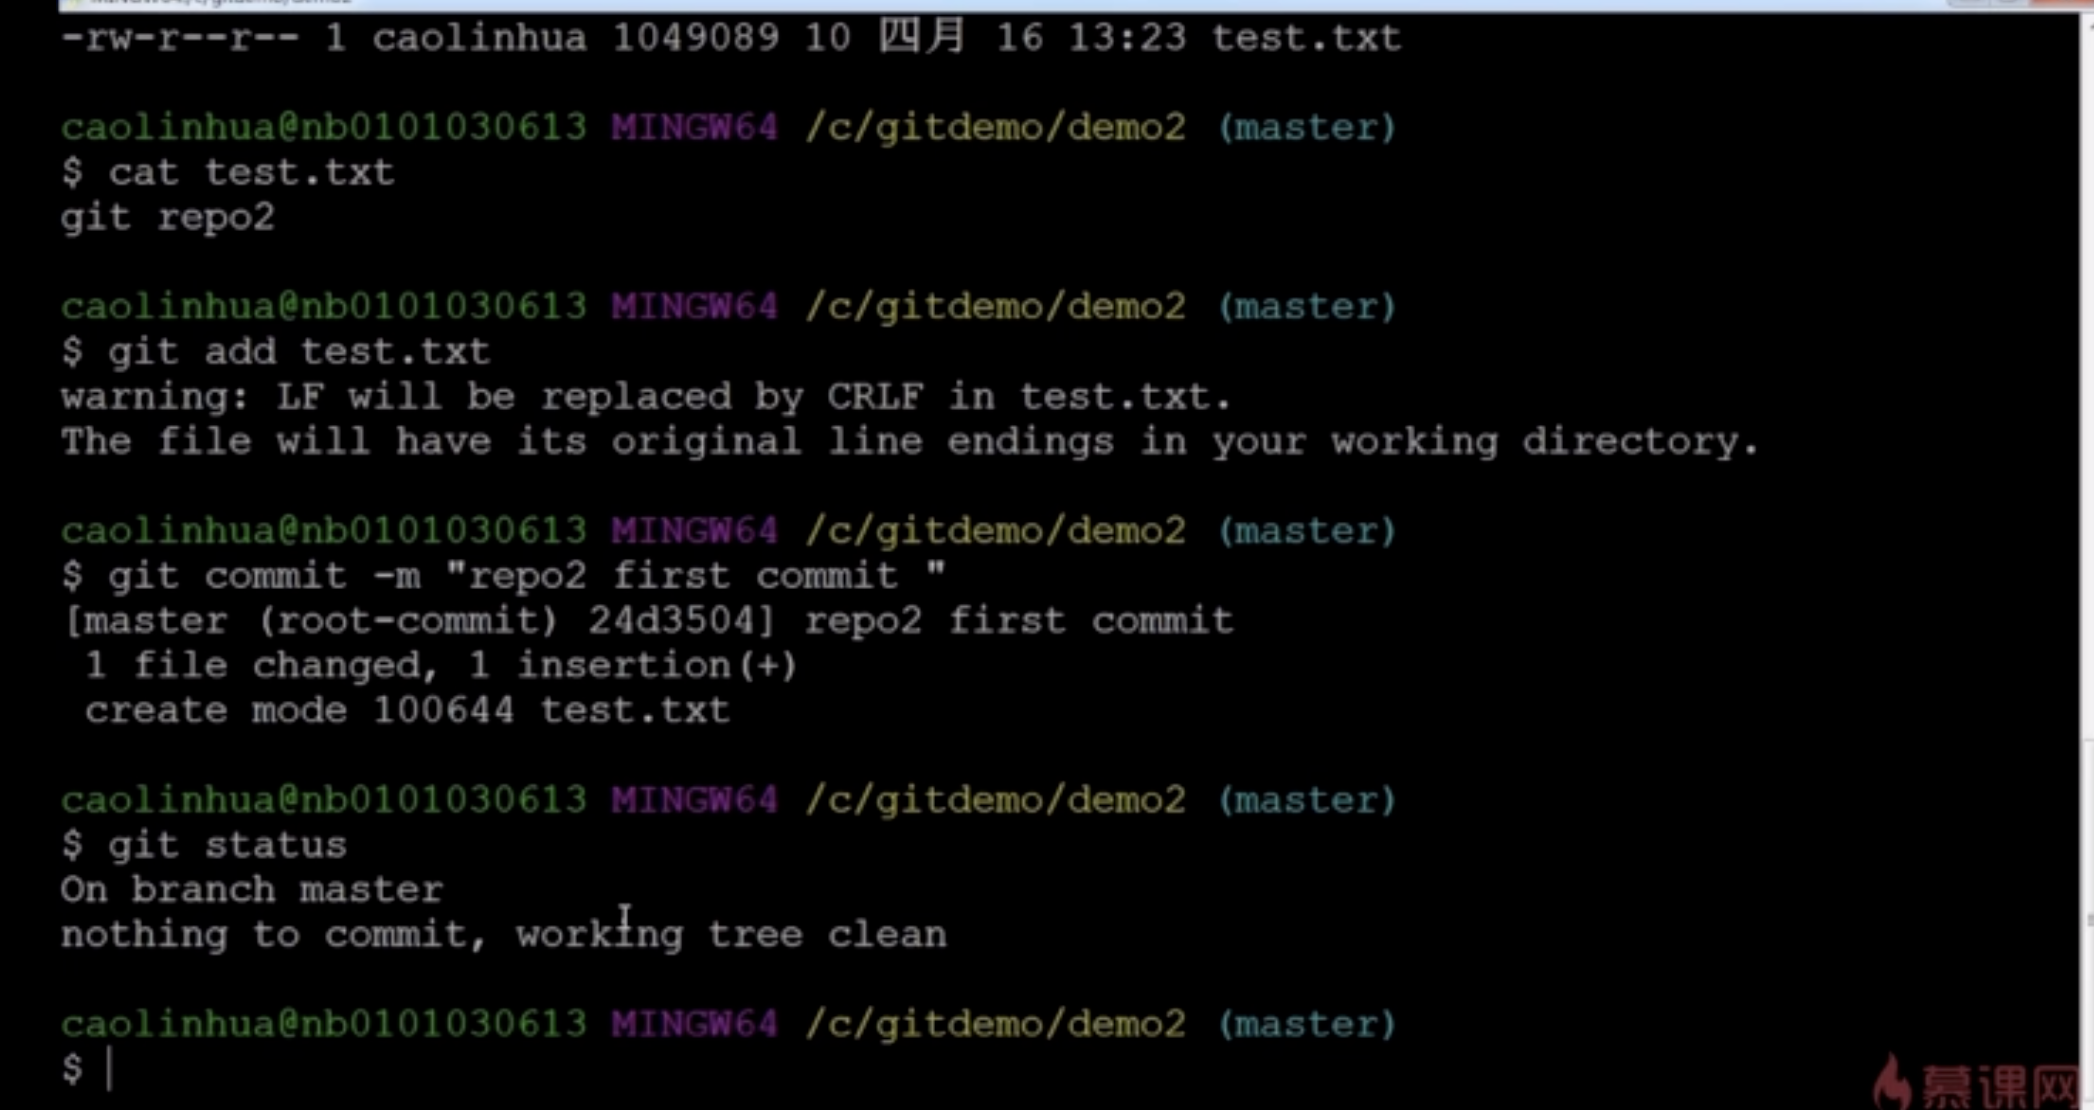 -rw-r--r-- 1 caolinhua 1049089 10 四月 16 13:23 test.txt
caolinhua@nb0101030613 MINGW64 /c/gitdemo/demo2 (master)
$ cat test.txt
git repo2
caolinhua@nb0101030613 MINGW64 /c/gitdemo/demo2 (master)
$ git add test.txt
warning: LF will be replaced by CRLF in test.txt.
The file will have its original line endings in your working directory.
caolinhua@nb0101030613 MINGW64 /c/gitdemo/demo2 (master)
$ git commit -m "repo2 first commit "
[master (root-commit) 24d3504] repo2 first commit
 1 file changed, 1 insertion(+)
 create mode 100644 test.txt
caolinhua@nb0101030613 MINGW64 /c/gitdemo/demo2 (master)
$ git status
On branch master
nothing to commit, working tree clean
caolinhua@nb0101030613 MINGW64 /c/gitdemo/demo2 (master)
$
慕课网